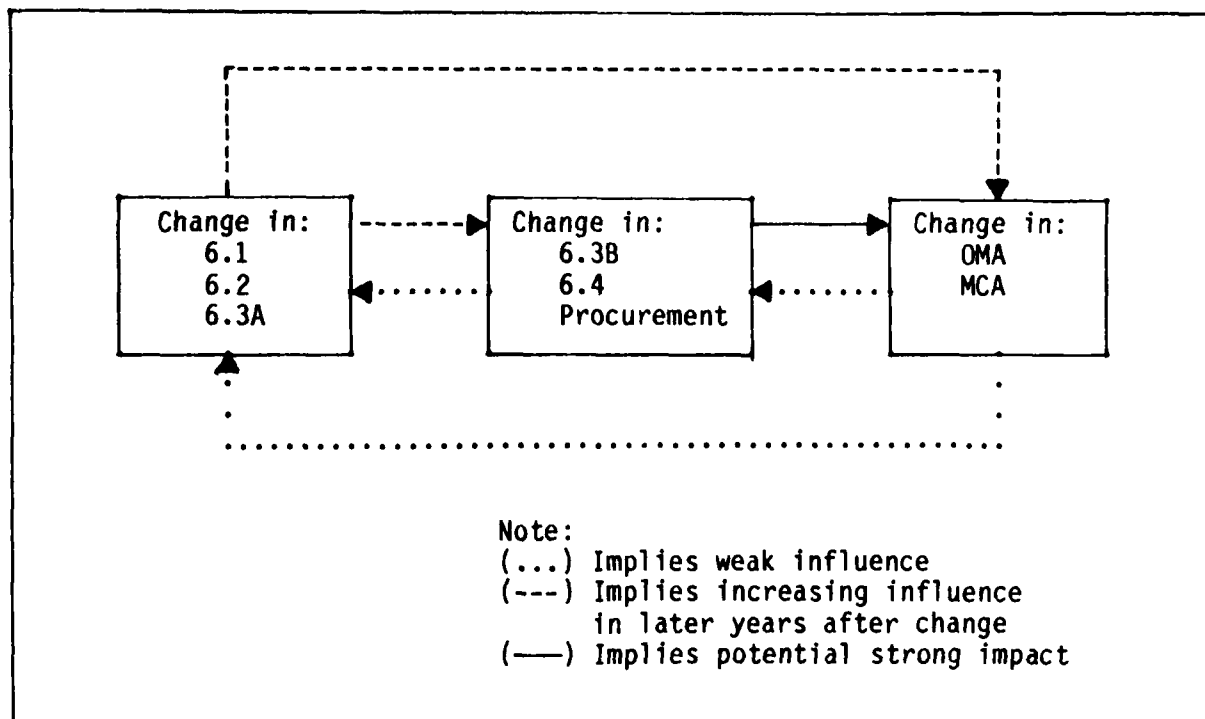 Change in:
6.1
6.2
6.3A
Change in:
6.3B
6.4
Procurement
Change in:
OMA
MCA
Note:
(...) Implies weak influence
(---) Implies increasing influence
in later years after change
(——) Implies potential strong impact